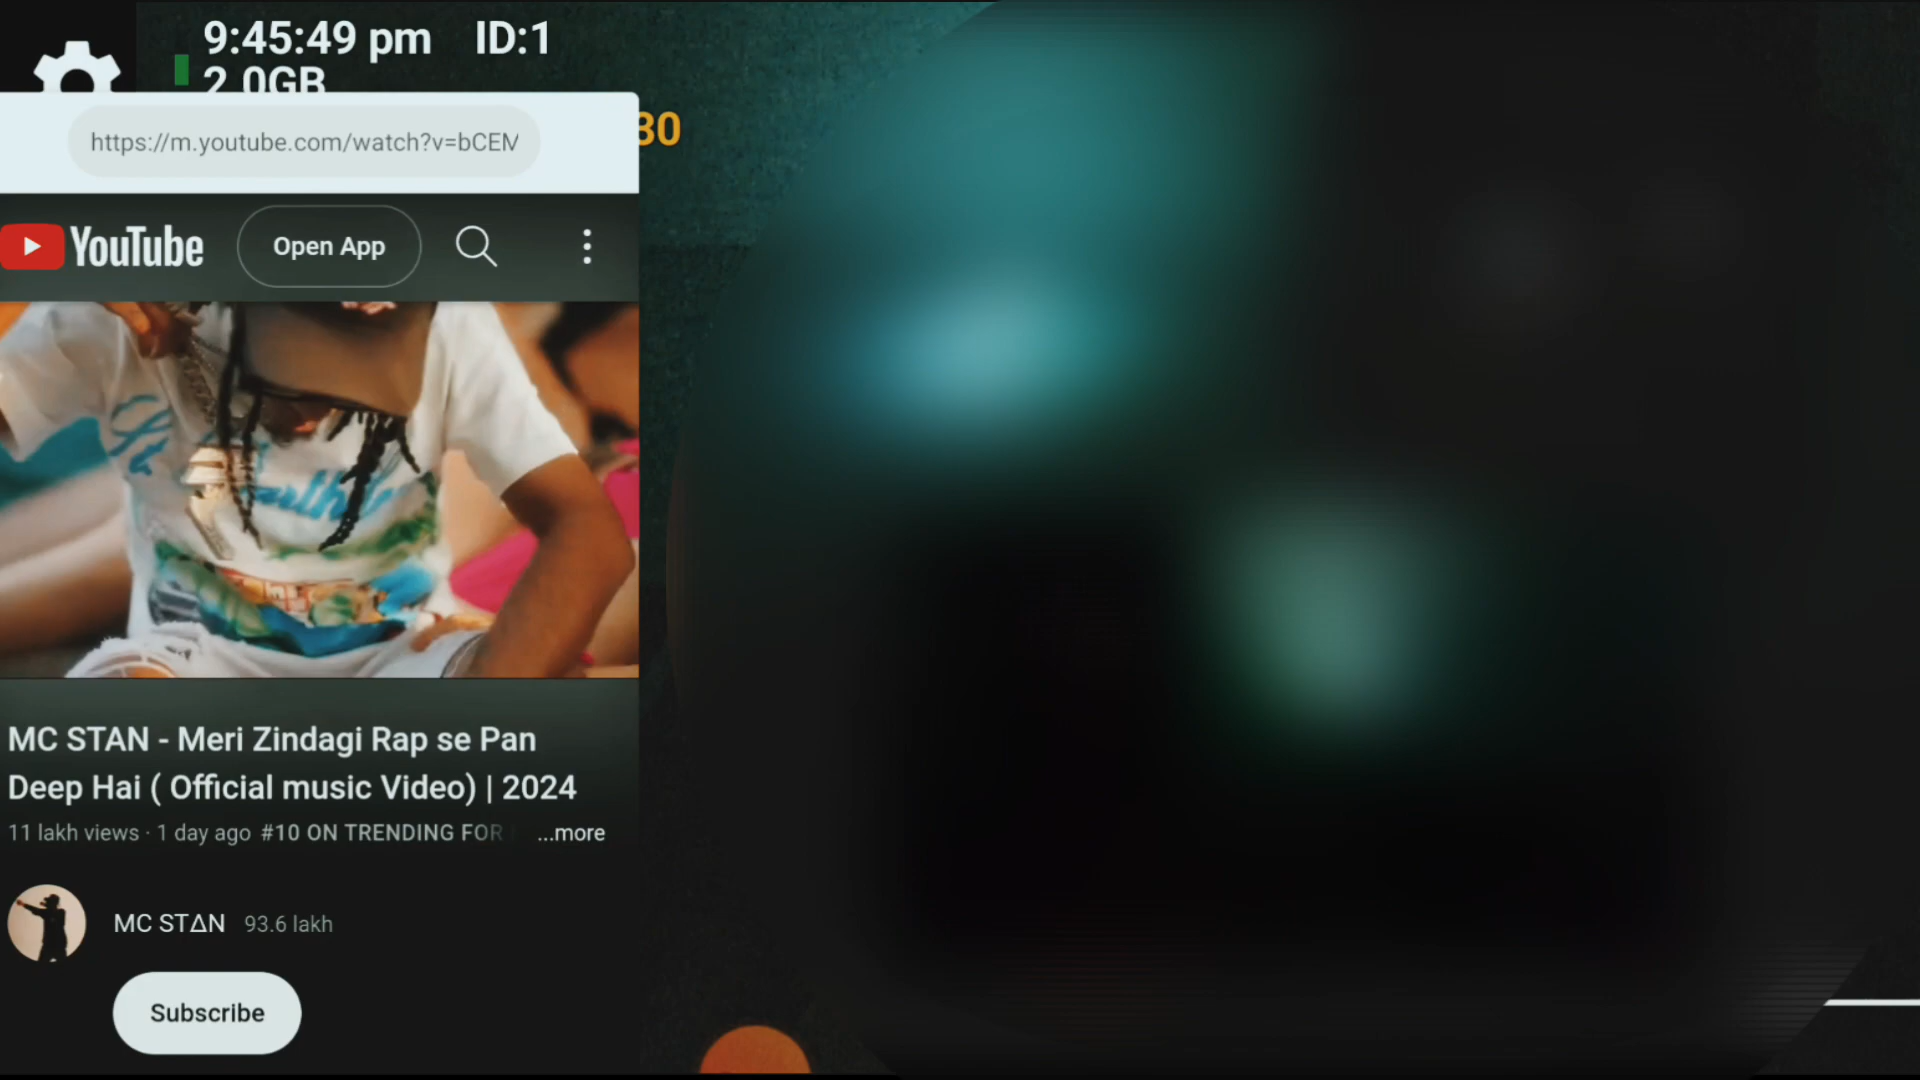 9:45:49 pm ID:1
2.0GB
30
https://m.youtube.com/watch?v=bCEM
YouTube
Open App
MC STAN - Meri Zindagi Rap se Pan
Deep Hai ( Official music Video) | 2024
11 lakh views · 1 day ago #10 ON TRENDING FOR ...more
MC STΔN 93.6 lakh
Subscribe